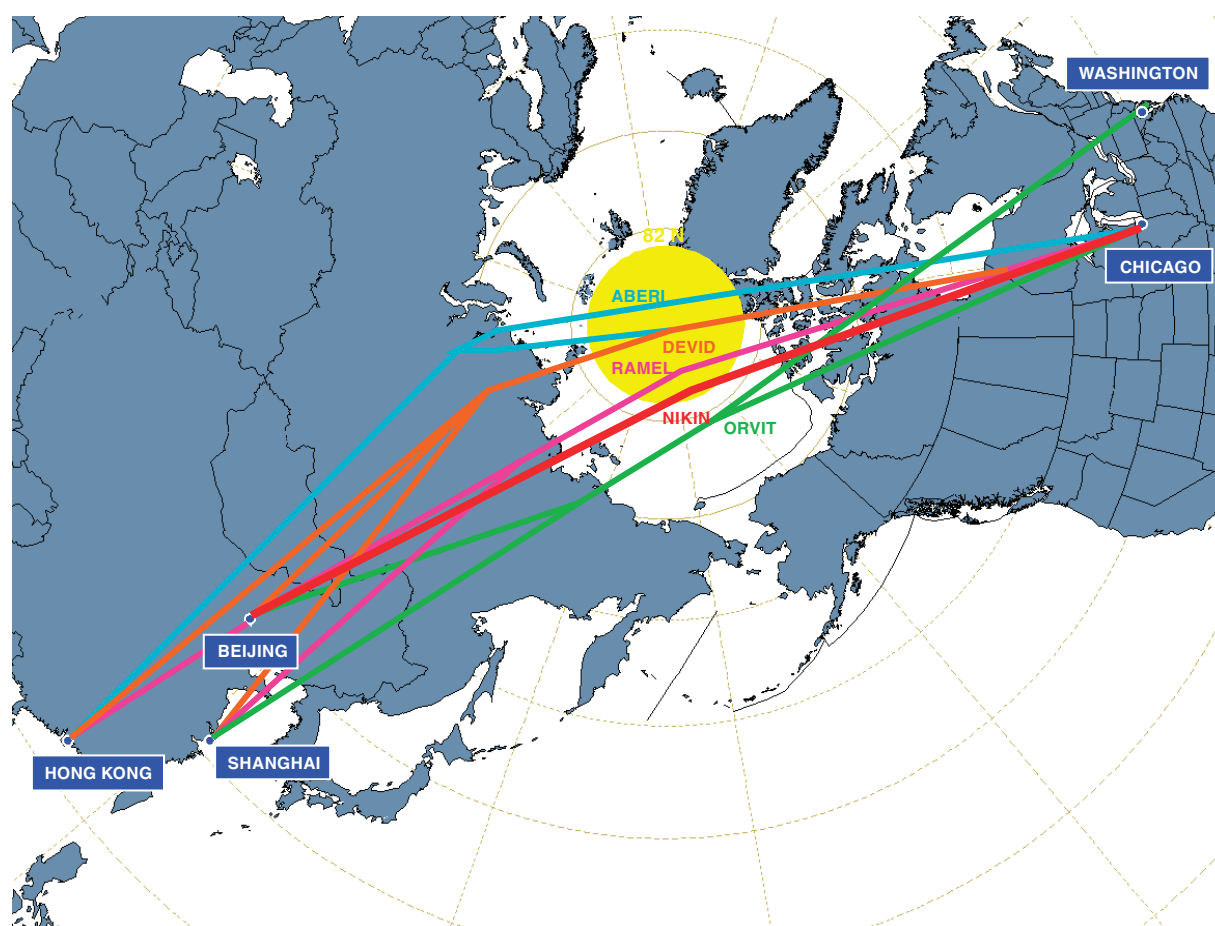 WASHINGTON
82 N
CHICAGO
ABERI
DEVID
RAMEL
NIKIN
ORVIT
BEIJING
HONG KONG
SHANGHAI